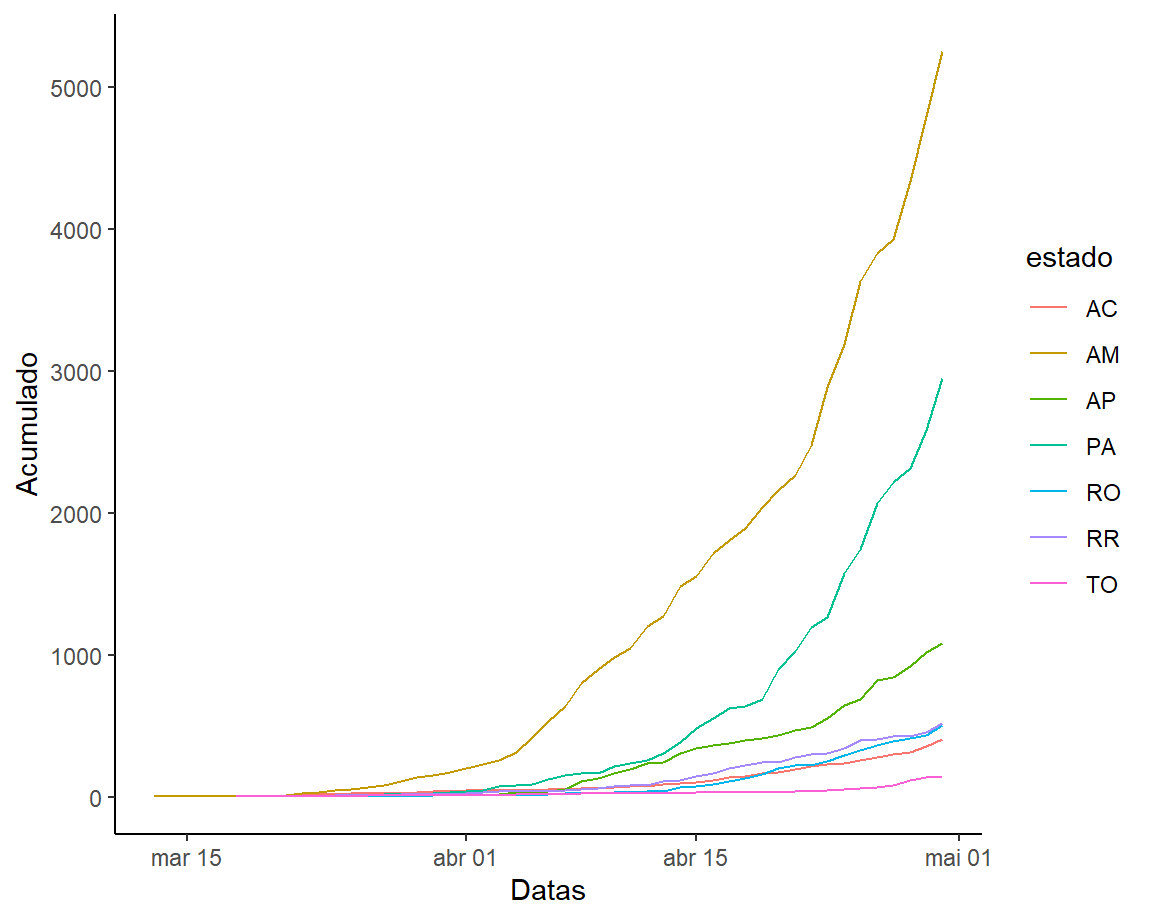 5000
4000
3000
2000
1000
0
Acumulado
mar 15
abr 01
abr 15
mai 01
Datas
estado
AC
AM
AP
PA
RO
RR
TO